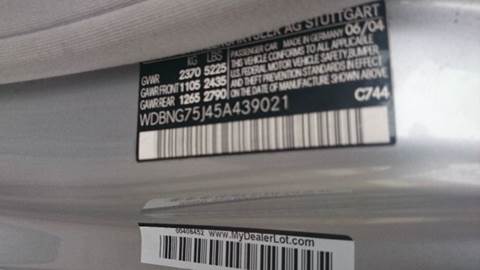 AG STUTTGART
KG LBS PASSENGER CAR MADE IN GERMANY 06/04
GVWR 2370 5225 THIS VEHICLE CONFORMS TO ALL APPLICABLE
GAWR FRONT 1105 2435 U.S. FEDERAL MOTOR VEHICLE SAFETY, BUMPER,
GAWR REAR 1265 2790 AND THEFT PREVENTION STANDARDS IN EFFECT
ON THE DATE OF MANUFACTURE SHOWN ABOVE
WDBNG75J45A439021 C744
00408452 www.MyDealerLot.com